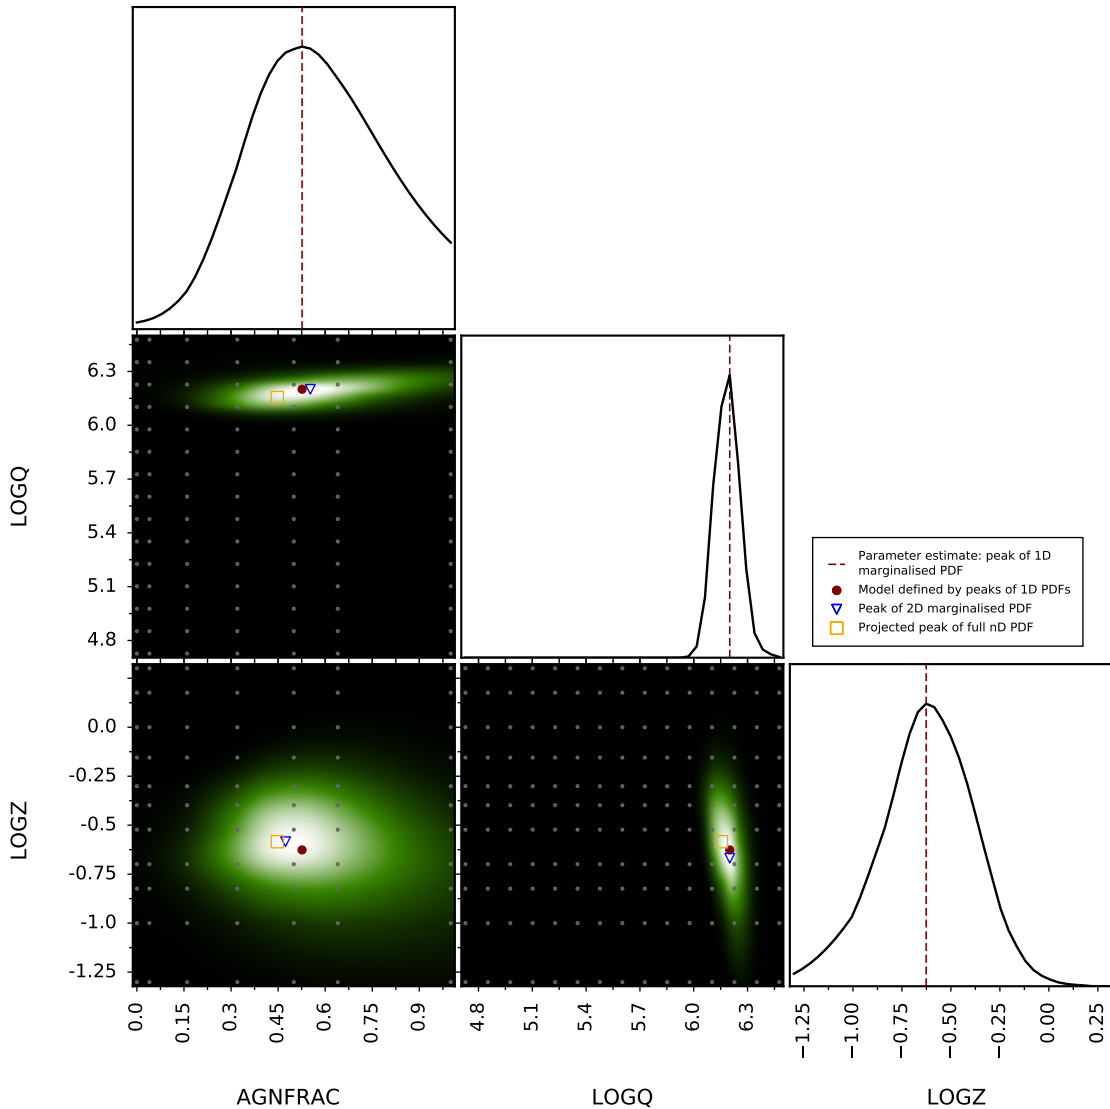 LOGQ
6.3
6.0
5.7
5.4
5.1
4.8
Parameter estimate: peak of 1D
marginalised PDF
Model defined by peaks of 1D PDFs
Peak of 2D marginalised PDF
Projected peak of full nD PDF
LOGZ
0.0
-0.25
-0.5
-0.75
-1.0
-1.25
0.0 0.15 0.3 0.45 0.6 0.75 0.9
4.8 5.1 5.4 5.7 6.0 6.3
−1.25 −1.00 −0.75 −0.50 −0.25 0.00 0.25
AGNFRAC LOGQ LOGZ